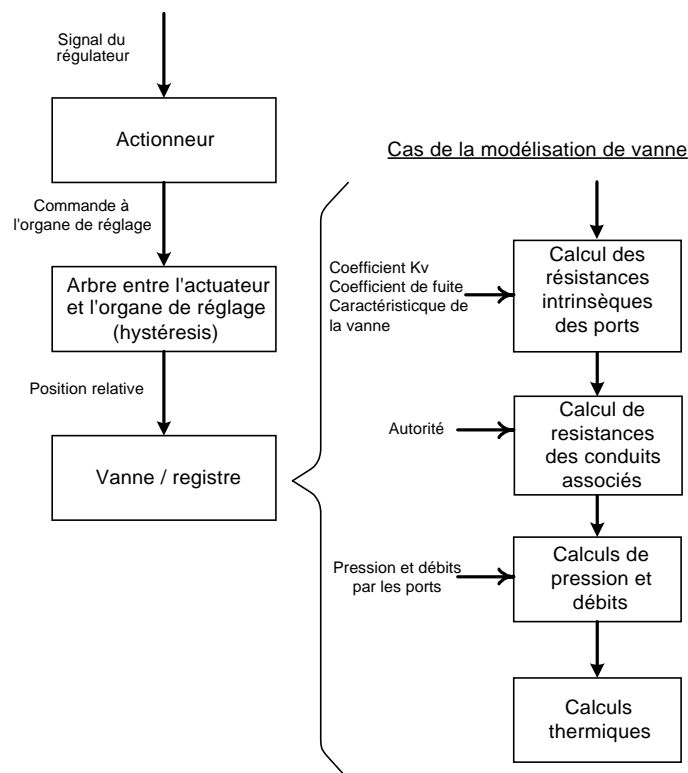 Signal du
régulateur
Actionneur
Commande à
l'organe de réglage
Arbre entre l'actuateur
et l'organe de réglage
(hystéresis)
Position relative
Vanne / registre
Cas de la modélisation de vanne
Coefficient Kv
Coefficient de fuite
Caractéristicque de
la vanne
Calcul des
résistances
intrinsèques
des ports
Autorité
Calcul de
resistances
des conduits
associés
Pression et débits
par les ports
Calculs de
pression et
débits
Calculs
thermiques